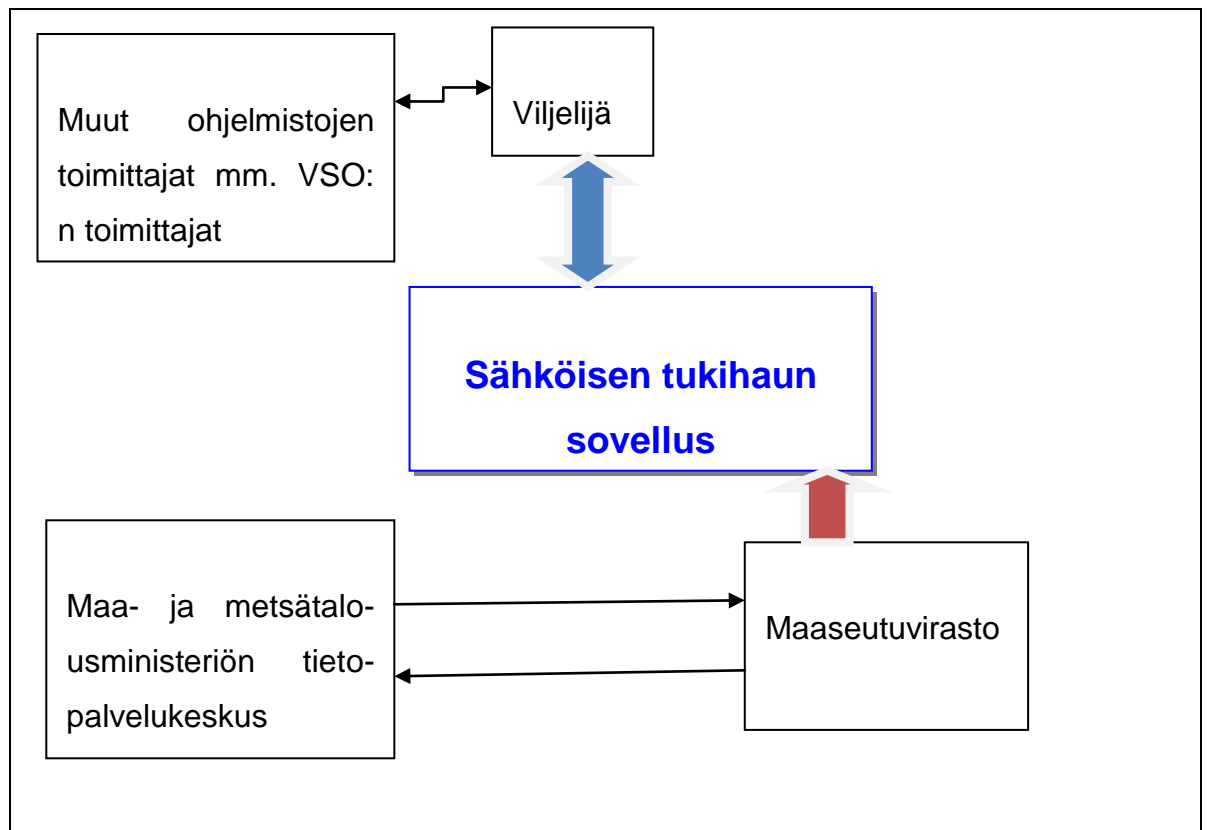 Muut ohjelmistojen
toimittajat mm. VSO:
n toimittajat
Viljelijä
Sähköisen tukihaun
sovellus
Maa- ja metsätalo-
usministeriön tieto-
palvelukeskus
Maaseutuvirasto